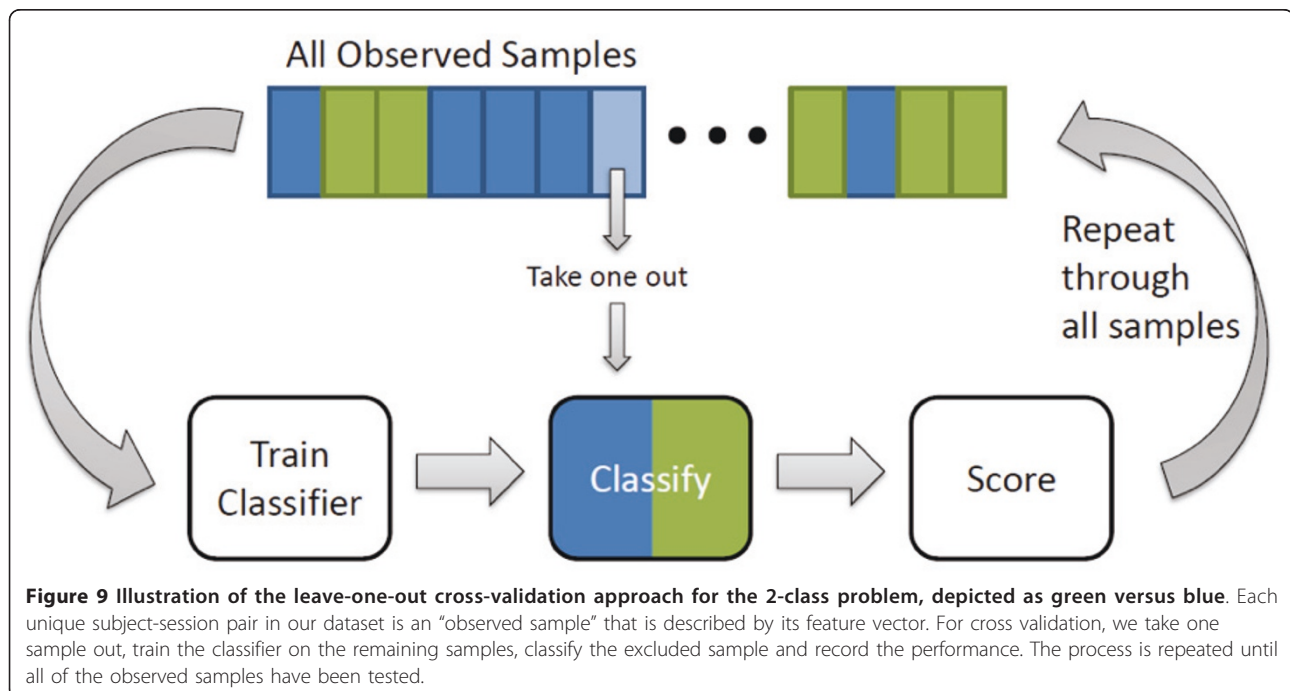 All Observed Samples
Take one out
Repeat
through
all samples
Train
Classifier
Classify
Score
Figure 9 Illustration of the leave-one-out cross-validation approach for the 2-class problem, depicted as green versus blue. Each
unique subject-session pair in our dataset is an “observed sample” that is described by its feature vector. For cross validation, we take one
sample out, train the classifier on the remaining samples, classify the excluded sample and record the performance. The process is repeated until
all of the observed samples have been tested.